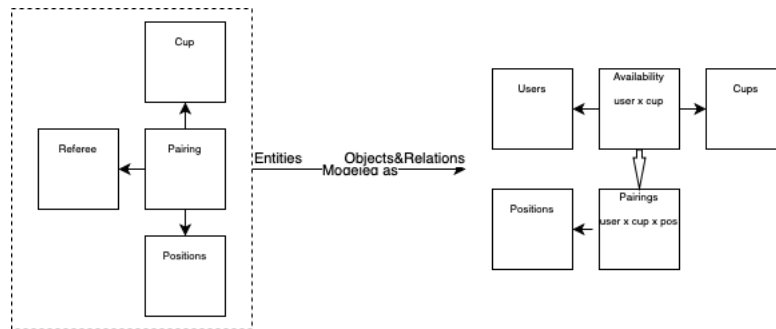 Cup
Referee
Pairing
Positions
Entities
Objects&Relations
Modeled as
Users
Availability
user x cup
Cups
Positions
Pairings
user x cup x pos